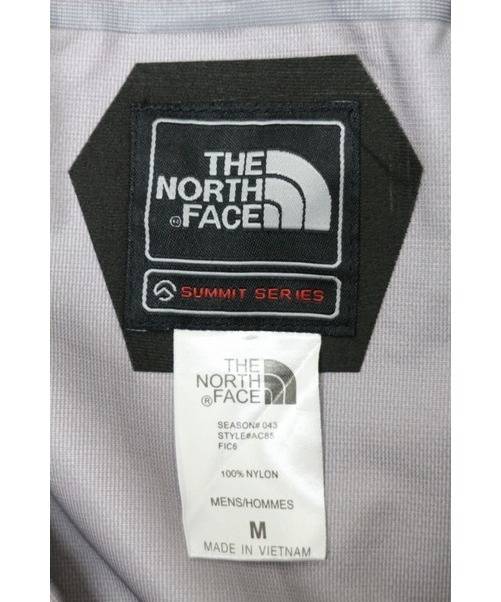 THE
NORTH
®FACE
SUMMIT SERIES
THE
NORTH
®FACE
SEASON# 043
STYLE#AC85
FIC6
100% NYLON
MENS/HOMMES
M
MADE IN VIETNAM